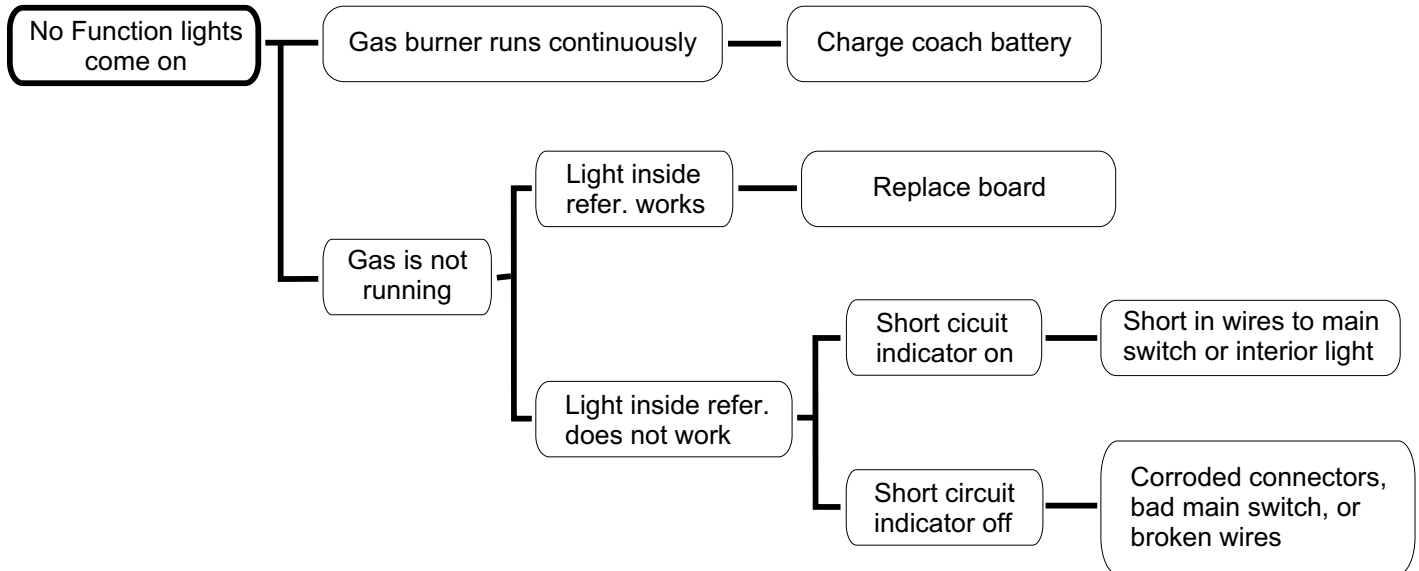 No Function lights
come on
Gas burner runs continuously
Charge coach battery
Light inside
refer. works
Replace board
Gas is not
running
Short cicuit
indicator on
Short in wires to main
switch or interior light
Light inside refer.
does not work
Short circuit
indicator off
Corroded connectors,
bad main switch, or
broken wires